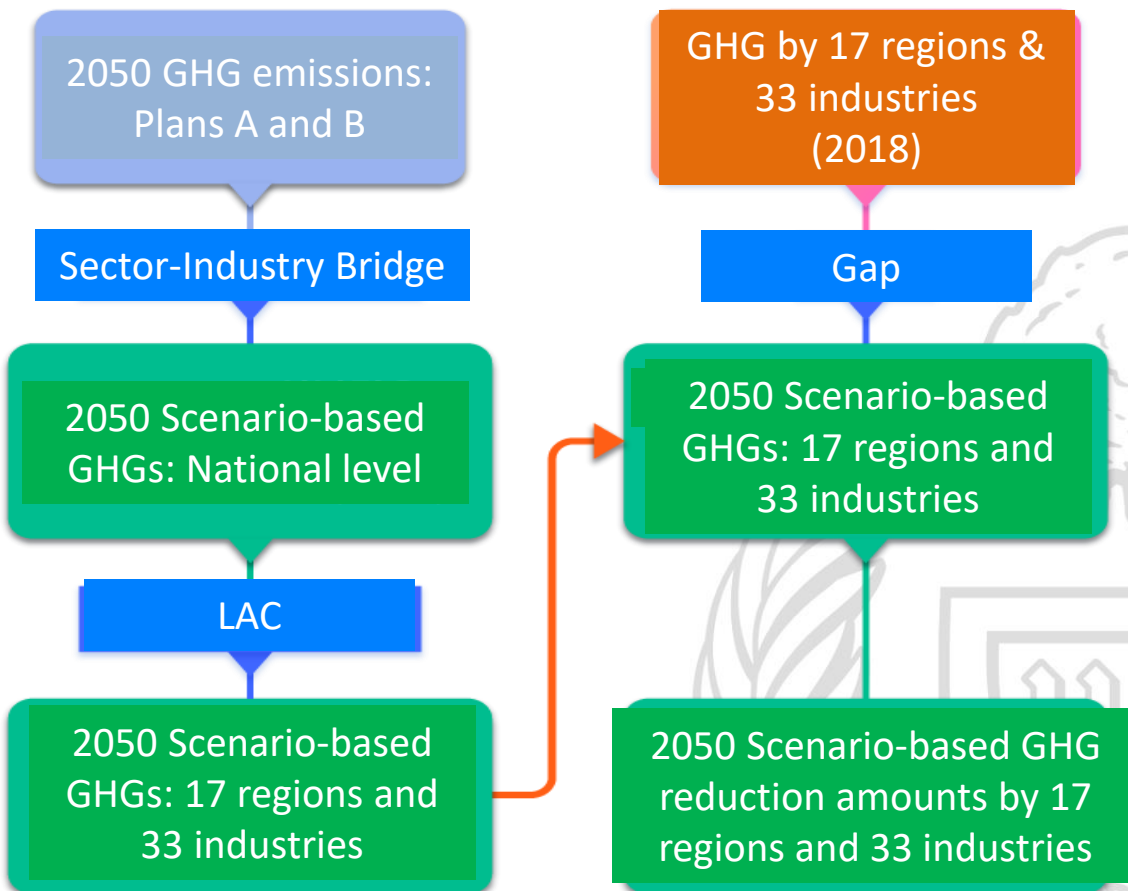 2050 GHG emissions:
Plans A and B
Sector-Industry Bridge
2050 Scenario-based
GHGs: National level
LAC
2050 Scenario-based
GHGs: 17 regions and
33 industries
GHG by 17 regions &
33 industries
(2018)
Gap
2050 Scenario-based
GHGs: 17 regions and
33 industries
2050 Scenario-based GHG
reduction amounts by 17
regions and 33 industries